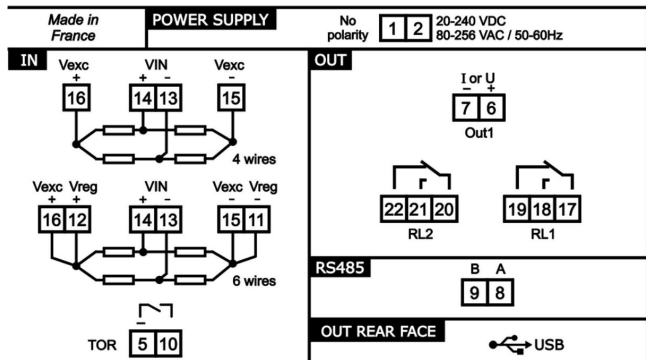 Made in
France
POWER SUPPLY
No
polarity
1 2
20-240 VDC
80-256 VAC / 50-60Hz
IN
Vexc VIN Vexc
+ + − −
16 14 13 15
4 wires
Vexc Vreg VIN Vexc Vreg
+ + + − − −
16 12 14 13 15 11
6 wires
−
TOR 5 10
OUT
I or U
− +
7 6
Out1
22 21 20 19 18 17
RL2 RL1
RS485
B A
9 8
OUT REAR FACE
USB